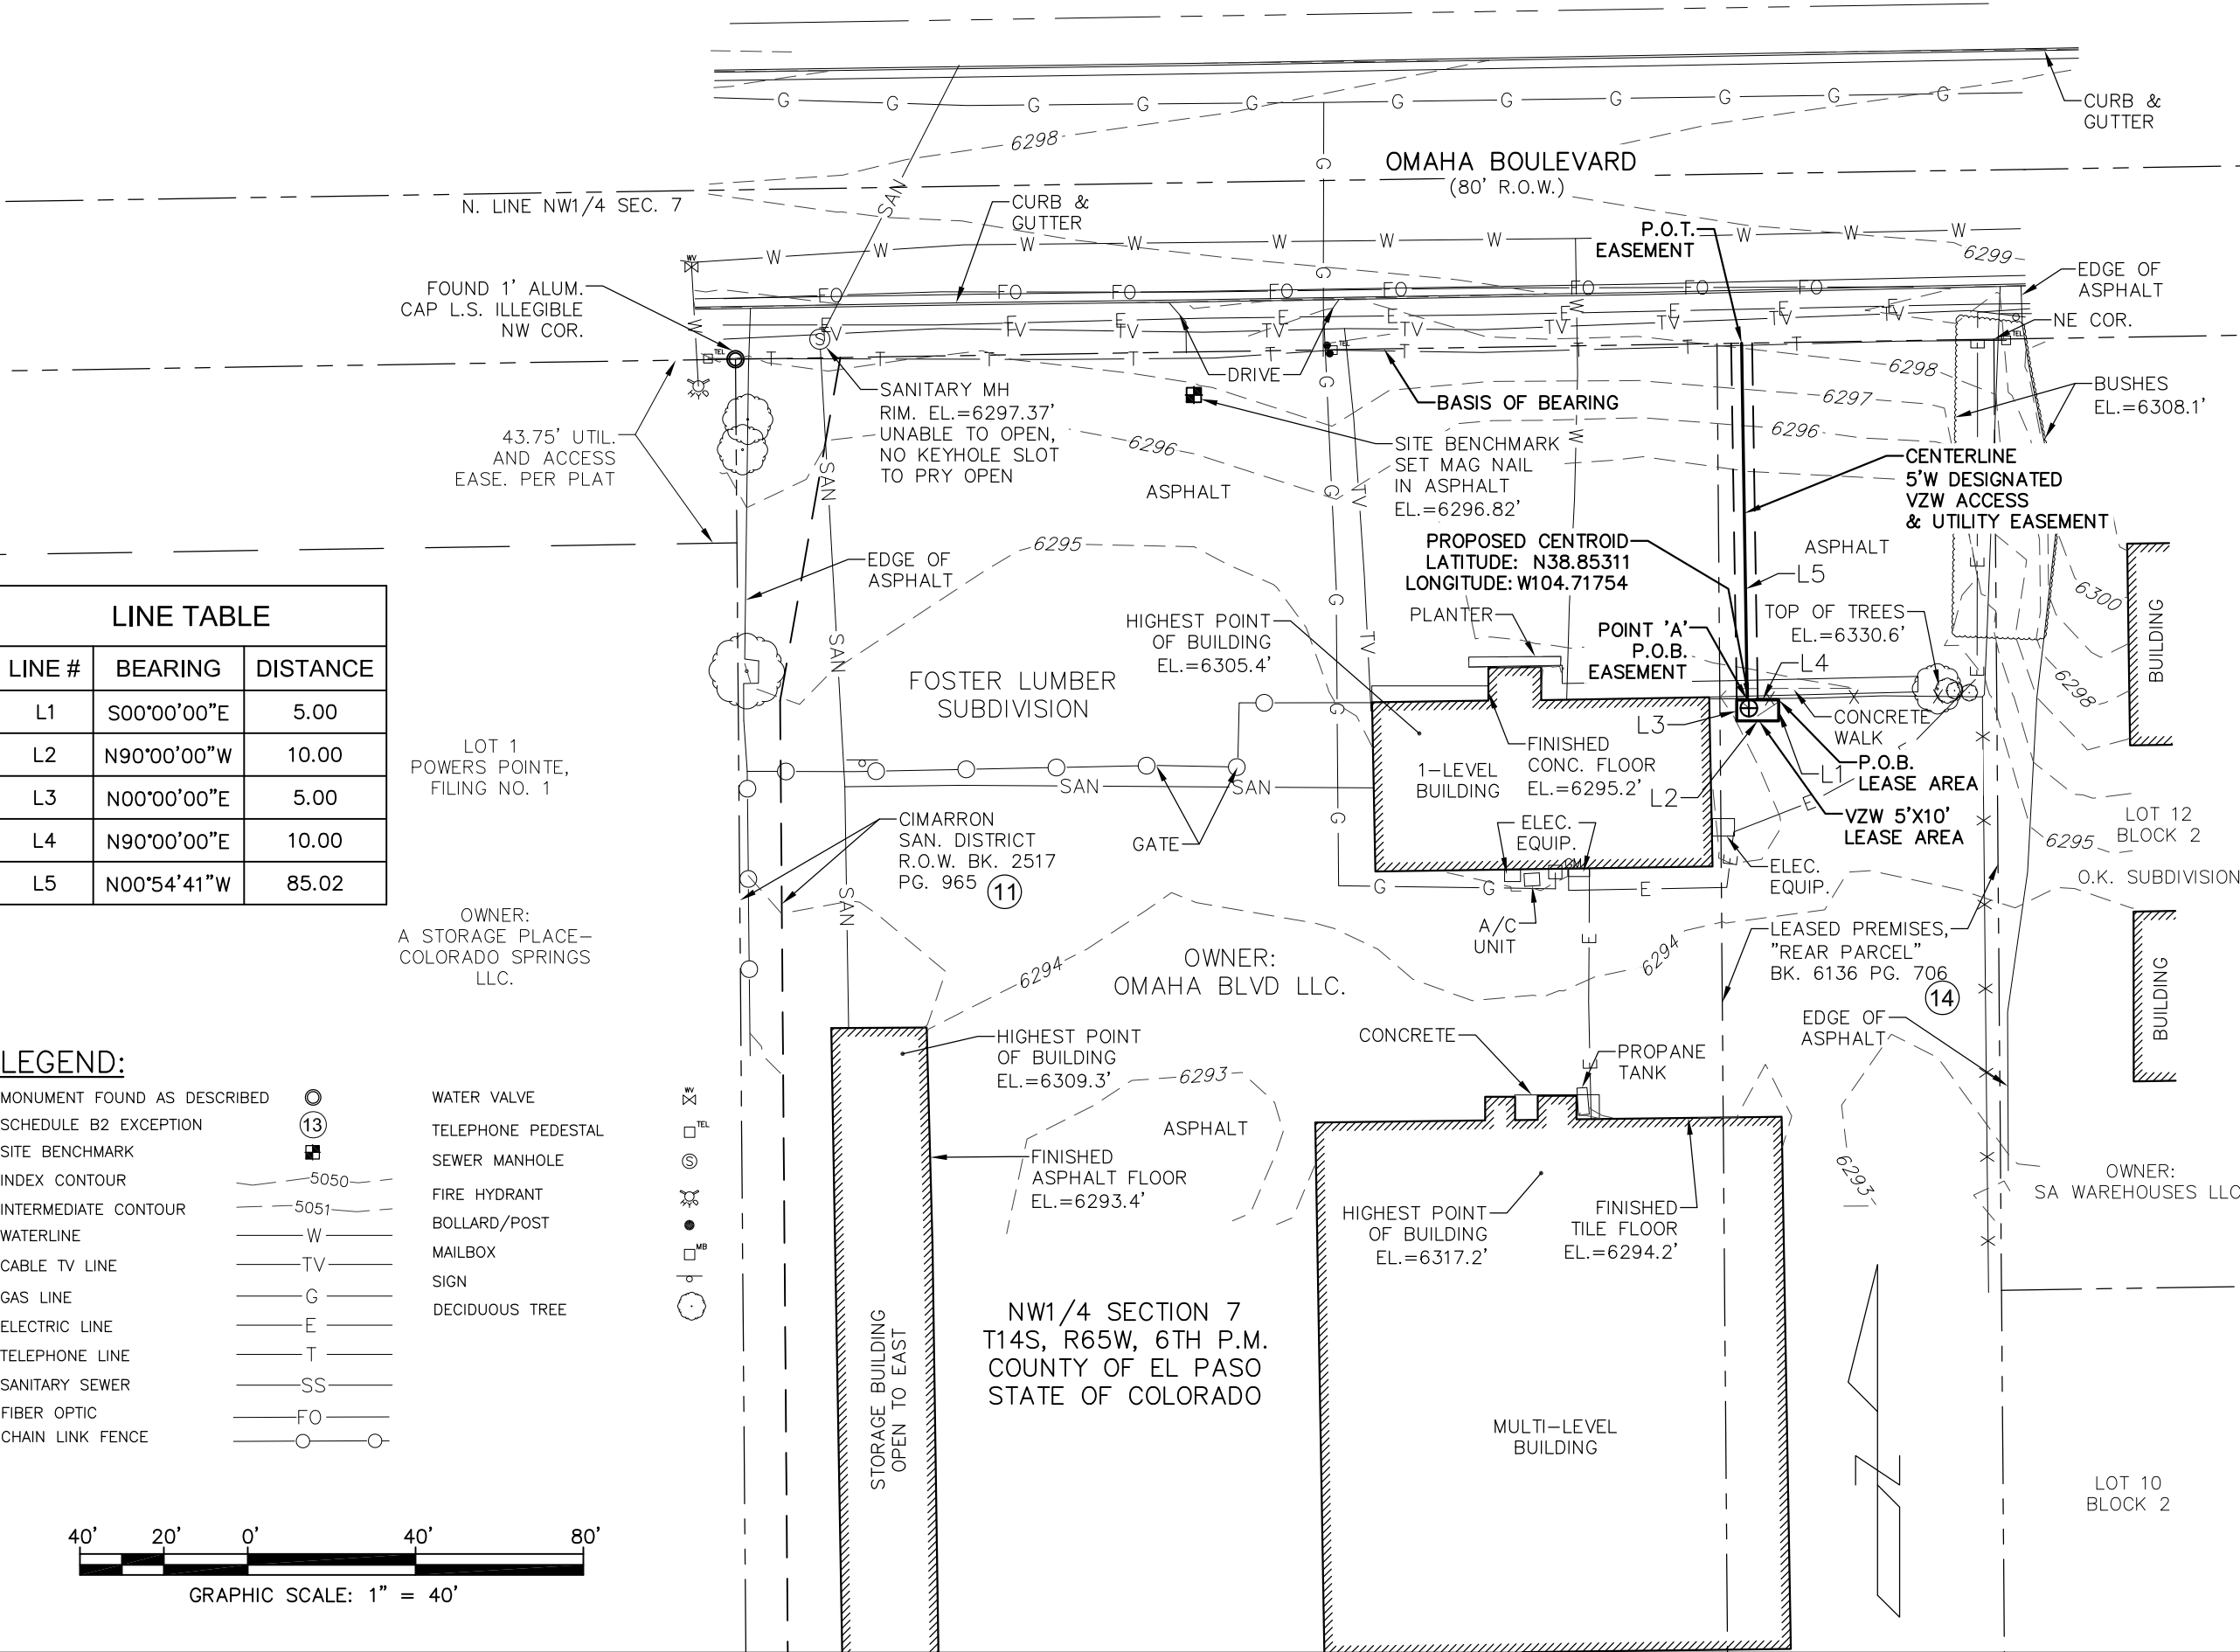 CURB &
GUTTER
6298
OMAHA BOULEVARD
(80' R.O.W.)
N. LINE NW1/4 SEC. 7
CURB &
GUTTER
P.O.T.
EASEMENT
6299
FOUND 1' ALUM.
CAP L.S. ILLEGIBLE
NW COR.
EDGE OF
ASPHALT
NE COR.
DRIVE
6298
SANITARY MH
RIM. EL.=6297.37'
UNABLE TO OPEN,
NO KEYHOLE SLOT
TO PRY OPEN
BASIS OF BEARING
6297
BUSHES
EL.=6308.1'
43.75' UTIL.
AND ACCESS
EASE. PER PLAT
6296
SITE BENCHMARK
SET MAG NAIL
IN ASPHALT
EL.=6296.82'
6296
CENTERLINE
5'W DESIGNATED
VZW ACCESS
& UTILITY EASEMENT
ASPHALT
6295
EDGE OF
ASPHALT
PROPOSED CENTROID
LATITUDE: N38.85311
LONGITUDE: W104.71754
ASPHALT
L5
6300
LINE TABLE
LINE # BEARING DISTANCE
L1 S00°00'00"E 5.00
L2 N90°00'00"W 10.00
L3 N00°00'00"E 5.00
L4 N90°00'00"E 10.00
L5 N00°54'41"W 85.02
HIGHEST POINT
OF BUILDING
EL.=6305.4'
PLANTER
POINT 'A'
P.O.B.
EASEMENT
TOP OF TREES
EL.=6330.6'
L4
BUILDING
FOSTER LUMBER
SUBDIVISION
6298
L3
CONCRETE
WALK
LOT 1
POWERS POINTE,
FILING NO. 1
1-LEVEL
BUILDING
FINISHED
CONC. FLOOR
EL.=6295.2'
L2
L1
P.O.B.
LEASE AREA
VZW 5'X10'
LEASE AREA
LOT 12
BLOCK 2
CIMARRON
SAN. DISTRICT
R.O.W. BK. 2517
PG. 965
11
GATE
ELEC.
EQUIP.
GM
6295
ELEC.
EQUIP.
O.K. SUBDIVISION
OWNER:
A STORAGE PLACE-
COLORADO SPRINGS
LLC.
A/C
UNIT
6294
OWNER:
OMAHA BLVD LLC.
6294
LEASED PREMISES,
"REAR PARCEL"
BK. 6136 PG. 706
14
BUILDING
HIGHEST POINT
OF BUILDING
EL.=6309.3'
CONCRETE
PROPANE
TANK
EDGE OF
ASPHALT
6293
ASPHALT
FINISHED
ASPHALT FLOOR
EL.=6293.4'
6293
OWNER:
SA WAREHOUSES LLC
HIGHEST POINT
OF BUILDING
EL.=6317.2'
FINISHED
TILE FLOOR
EL.=6294.2'
LEGEND:
MONUMENT FOUND AS DESCRIBED
SCHEDULE B2 EXCEPTION 13
SITE BENCHMARK
INDEX CONTOUR 5050
INTERMEDIATE CONTOUR 5051
WATERLINE W
CABLE TV LINE TV
GAS LINE G
ELECTRIC LINE E
TELEPHONE LINE T
SANITARY SEWER SS
FIBER OPTIC FO
CHAIN LINK FENCE
WATER VALVE WV
TELEPHONE PEDESTAL TEL
SEWER MANHOLE S
FIRE HYDRANT
BOLLARD/POST
MAILBOX MB
SIGN
DECIDUOUS TREE
STORAGE BUILDING
OPEN TO EAST
NW1/4 SECTION 7
T14S, R65W, 6TH P.M.
COUNTY OF EL PASO
STATE OF COLORADO
MULTI-LEVEL
BUILDING
LOT 10
BLOCK 2
40' 20' 0' 40' 80'
GRAPHIC SCALE: 1" = 40'